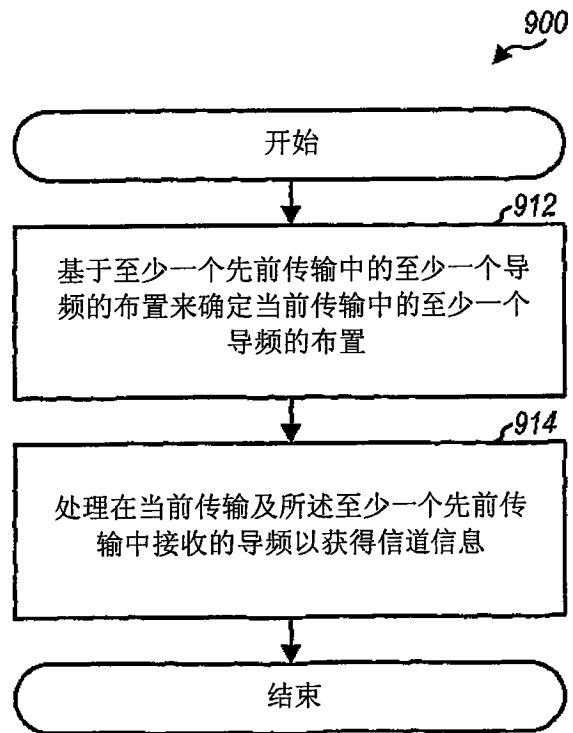 900
开始
912
基于至少一个先前传输中的至少一个导
频的布置来确定当前传输中的至少一个
导频的布置
914
处理在当前传输及所述至少一个先前传
输中接收的导频以获得信道信息
结束